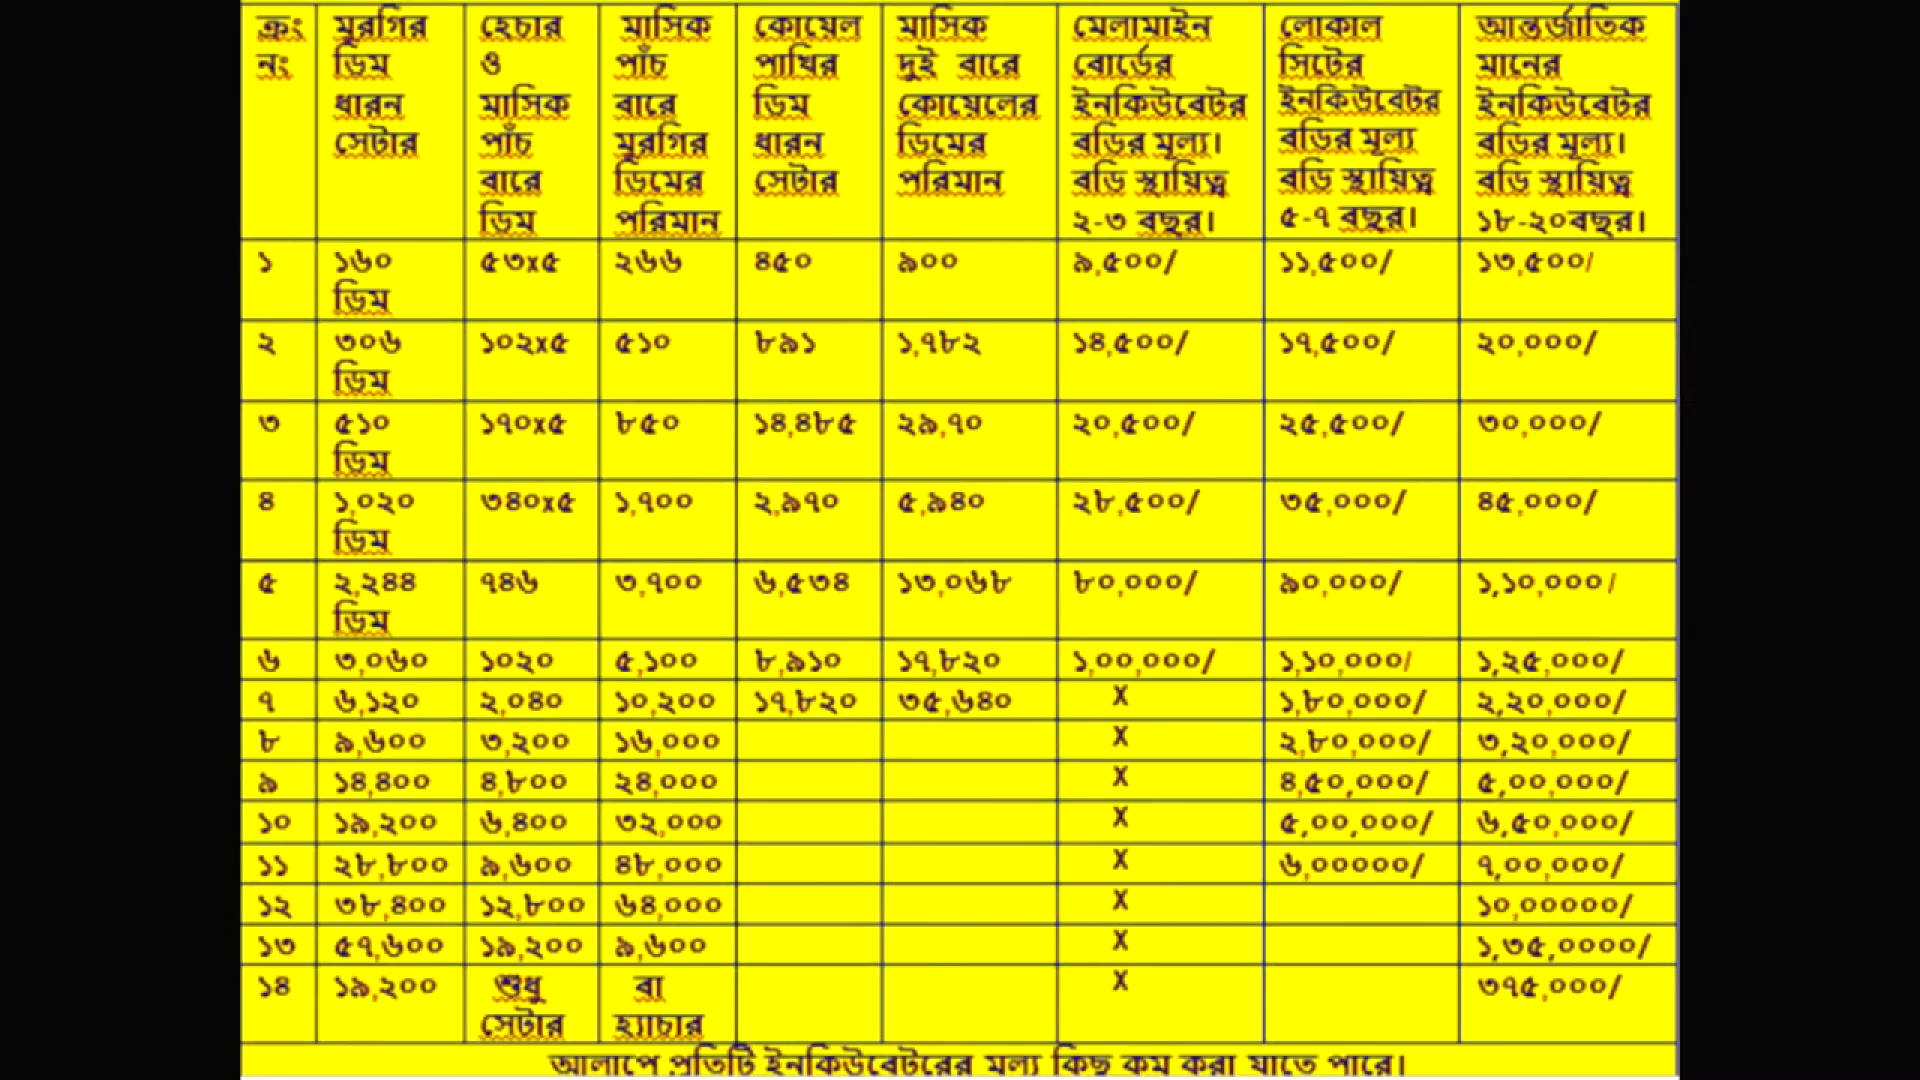 ক্রং নং | মুরগির ডিম ধারন সেটার | হেচার ও মাসিক পাঁচ বারে ডিম | মাসিক পাঁচ বারে মুরগির ডিমের পরিমান | কোয়েল পাখির ডিম ধারন সেটার | মাসিক দুই বারে কোয়েলের ডিমের পরিমান | মেলামাইন বোর্ডের ইনকিউবেটর বডির মূল্য। বডি স্থায়িত্ব ২-৩ বছর। | লোকাল সিটের ইনকিউবেটর বডির মূল্য বডি স্থায়িত্ব ৫-৭ বছর। | আন্তর্জাতিক মানের ইনকিউবেটর বডির মূল্য। বডি স্থায়িত্ব ১৮-২০বছর।
১ | ১৬০ ডিম | ৫৩x৫ | ২৬৬ | ৪৫০ | ৯০০ | ৯,৫০০/ | ১১,৫০০/ | ১৩,৫০০/
২ | ৩০৬ ডিম | ১০২x৫ | ৫১০ | ৮৯১ | ১,৭৮২ | ১৪,৫০০/ | ১৭,৫০০/ | ২০,০০০/
৩ | ৫১০ ডিম | ১৭০x৫ | ৮৫০ | ১৪,৪৮৫ | ২৯,৭০ | ২০,৫০০/ | ২৫,৫০০/ | ৩০,০০০/
৪ | ১,০২০ ডিম | ৩৪০x৫ | ১,৭০০ | ২,৯৭০ | ৫,৯৪০ | ২৮,৫০০/ | ৩৫,০০০/ | ৪৫,০০০/
৫ | ২,২৪৪ ডিম | ৭৪৬ | ৩,৭০০ | ৬,৫৩৪ | ১৩,০৬৮ | ৮০,০০০/ | ৯০,০০০/ | ১,১০,০০০/
৬ | ৩,০৬০ | ১০২০ | ৫,১০০ | ৮,৯১০ | ১৭,৮২০ | ১,০০,০০০/ | ১,১০,০০০/ | ১,২৫,০০০/
৭ | ৬,১২০ | ২,০৪০ | ১০,২০০ | ১৭,৮২০ | ৩৫,৬৪০ | X | ১,৮০,০০০/ | ২,২০,০০০/
৮ | ৯,৬০০ | ৩,২০০ | ১৬,০০০ | X | ২,৮০,০০০/ | ৩,২০,০০০/
৯ | ১৪,৪০০ | ৪,৮০০ | ২৪,০০০ | X | ৪,৫০,০০০/ | ৫,০০,০০০/
১০ | ১৯,২০০ | ৬,৪০০ | ৩২,০০০ | X | ৫,০০,০০০/ | ৬,৫০,০০০/
১১ | ২৮,৮০০ | ৯,৬০০ | ৪৮,০০০ | X | ৬,০০০০০/ | ৭,০০,০০০/
১২ | ৩৮,৪০০ | ১২,৮০০ | ৬৪,০০০ | X | ১০,০০০০০/
১৩ | ৫৭,৬০০ | ১৯,২০০ | ৯,৬০০ | X | ১,৩৫,০০০০/
১৪ | ১৯,২০০ | শুধু সেটার | বা হ্যাচার | X | ৩৭৫,০০০/
আলাপে প্রতিটি ইনকিউবেটরের মূল্য কিছু কম করা যাতে পারে।